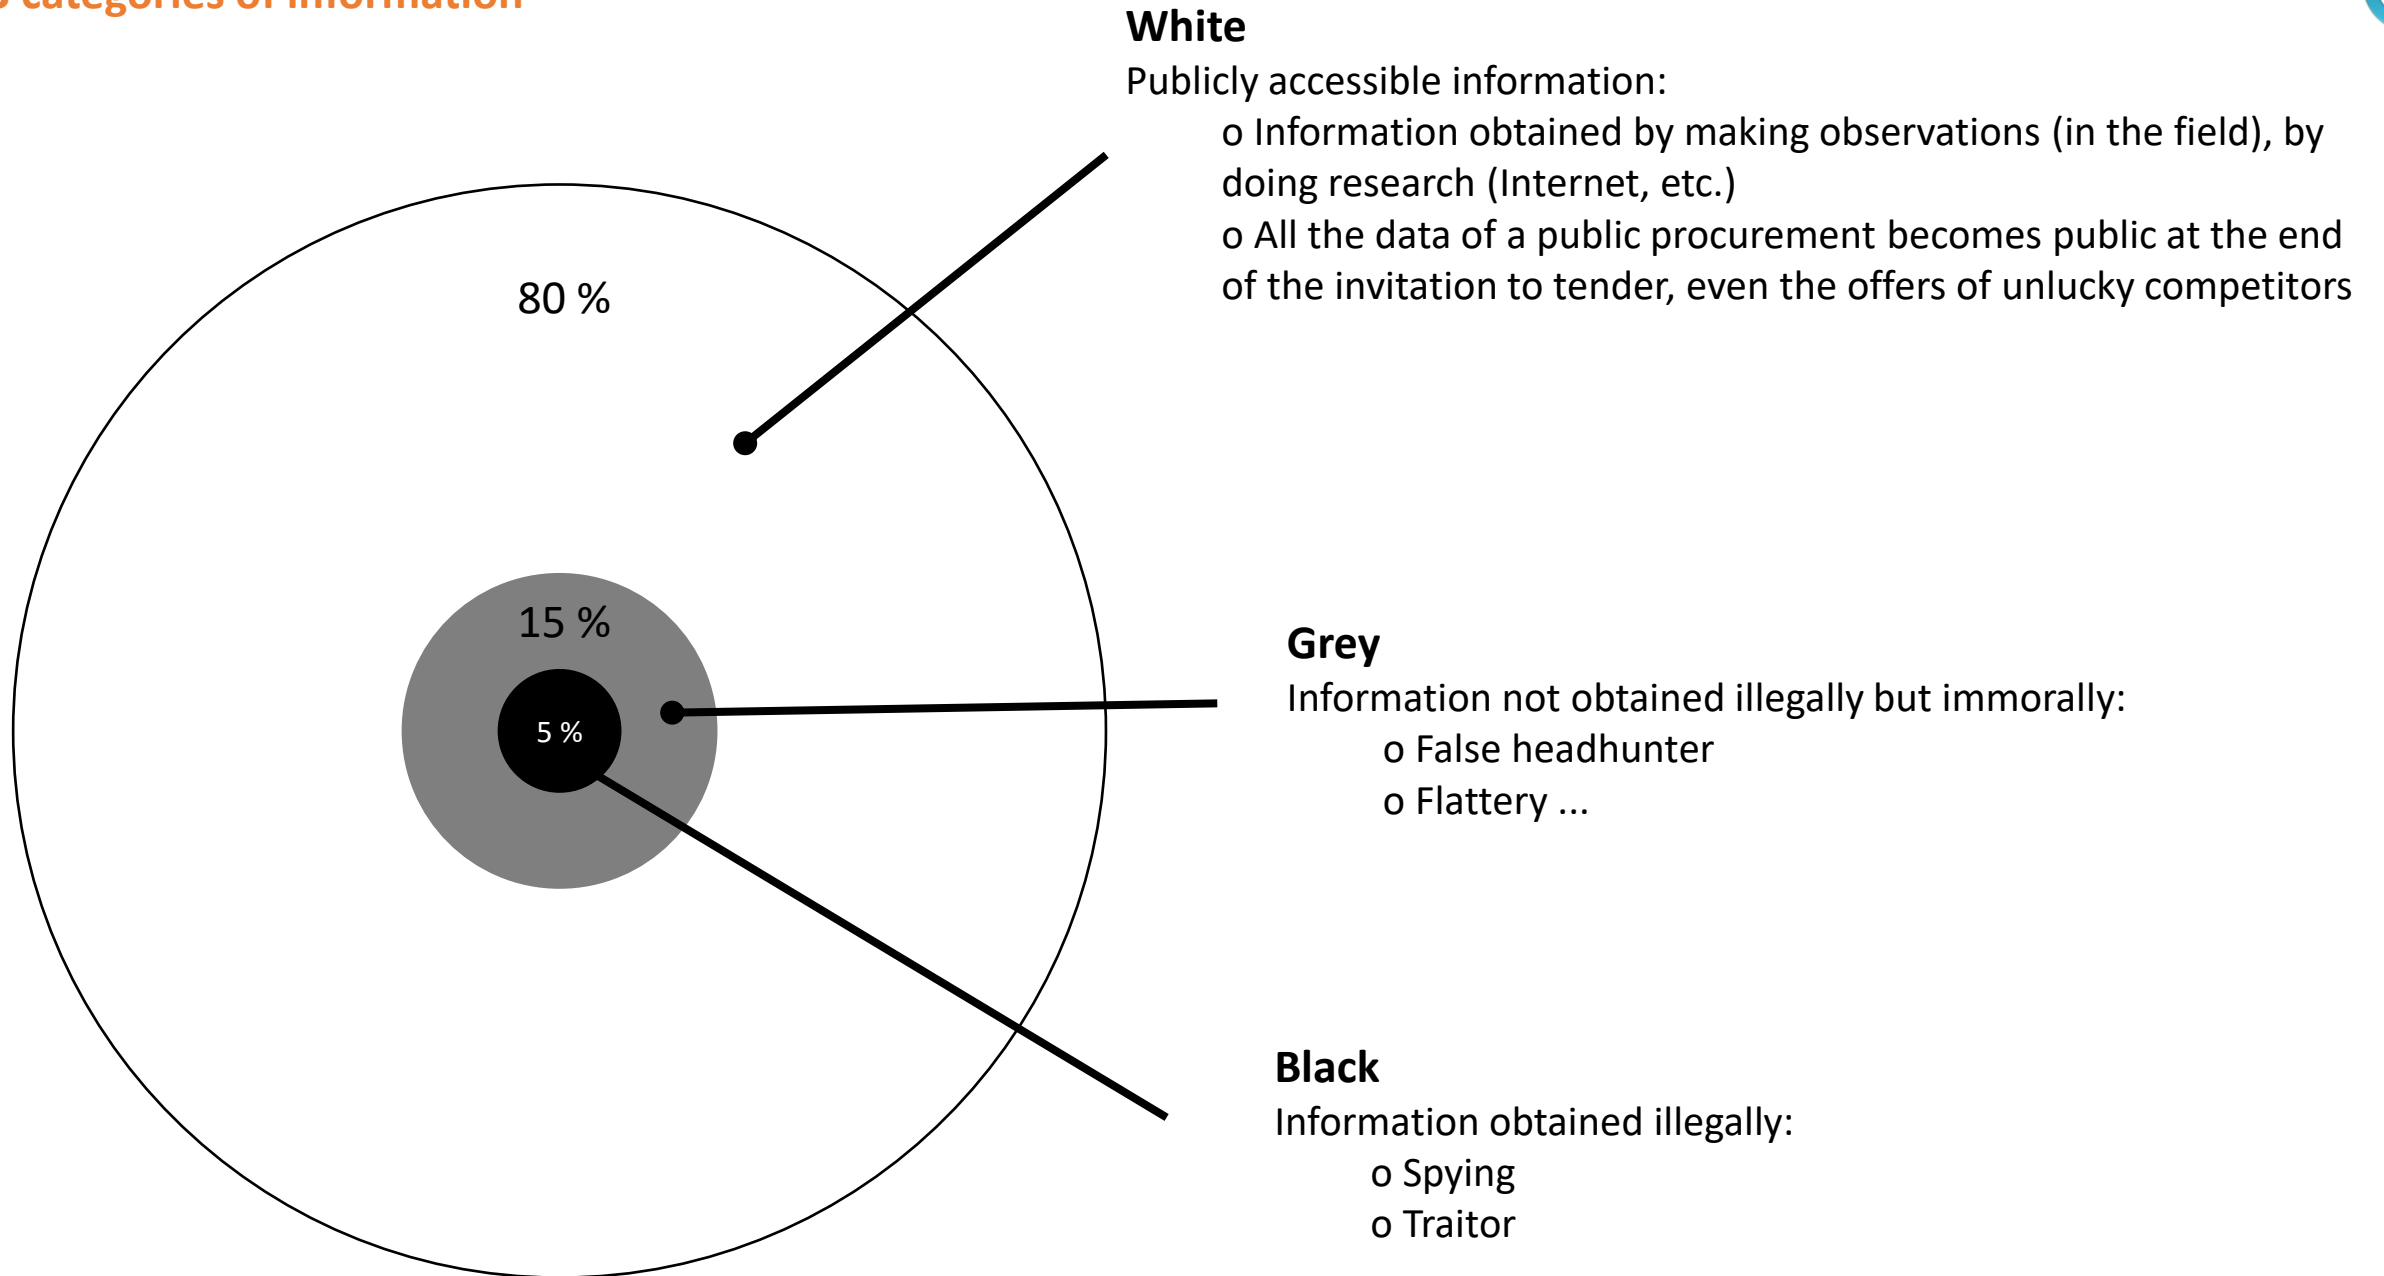 categories of information
White
Publicly accessible information:
o Information obtained by making observations (in the field), by
doing research (Internet, etc.)
o All the data of a public procurement becomes public at the end
of the invitation to tender, even the offers of unlucky competitors
80 %
15 %
5 %
Grey
Information not obtained illegally but immorally:
o False headhunter
o Flattery ...
Black
Information obtained illegally:
o Spying
o Traitor